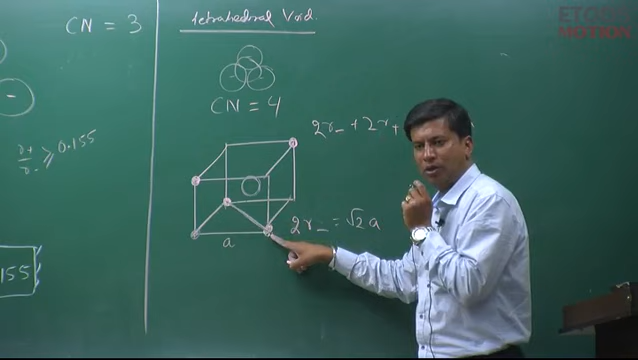 CN = 3
r+/r- ≥ 0.155
155
Tetrahedral Void.
CN = 4
2r- + 2r+
2r- = √2 a
a
ETOOS
MOTION